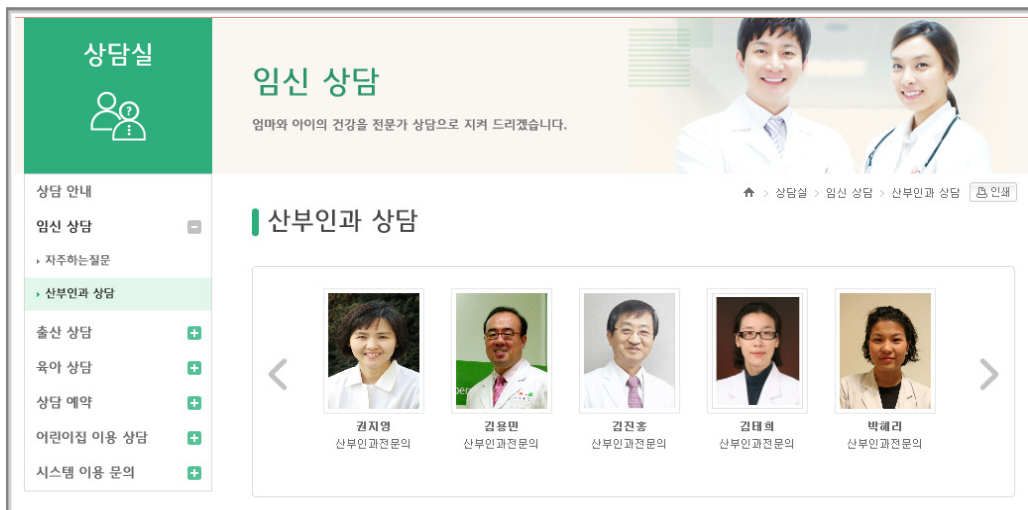 상담실
임신 상담
엄마와 아이의 건강을 전문가 상담으로 지켜 드리겠습니다.
상담 안내
임신 상담
자주하는질문
산부인과 상담
출산 상담
육아 상담
상담 예약
어린이집 이용 상담
시스템 이용 문의
> 상담실 > 임신 상담 > 산부인과 상담 인쇄
산부인과 상담
권지영 김용민 김진홍 김태희 박혜리
산부인과전문의 산부인과전문의 산부인과전문의 산부인과전문의 산부인과전문의